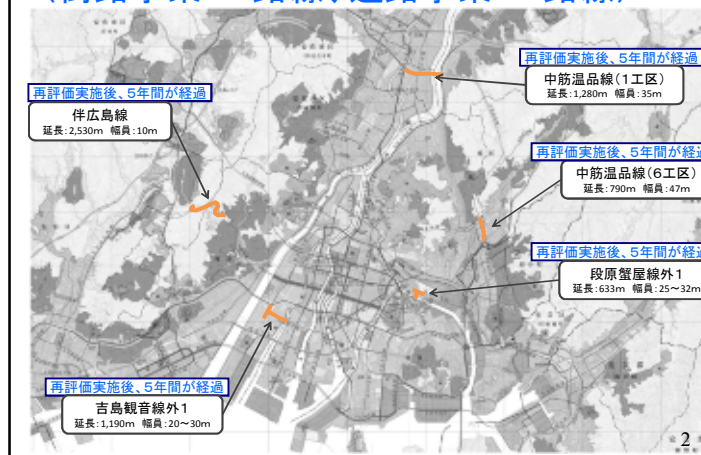 再評価実施後、5年間が経過
中筋温品線(1工区)
延長:1,280m 幅員:35m
再評価実施後、5年間が経過
伴広島線
延長:2,530m 幅員:10m
再評価実施後、5年間が経
中筋温品線(6工区)
延長:790m 幅員:47m
再評価実施後、5年間が経
段原蟹屋線外1
延長:633m 幅員:25～32m
再評価実施後、5年間が経過
吉島観音線外1
延長:1,190m 幅員:20～30m
2